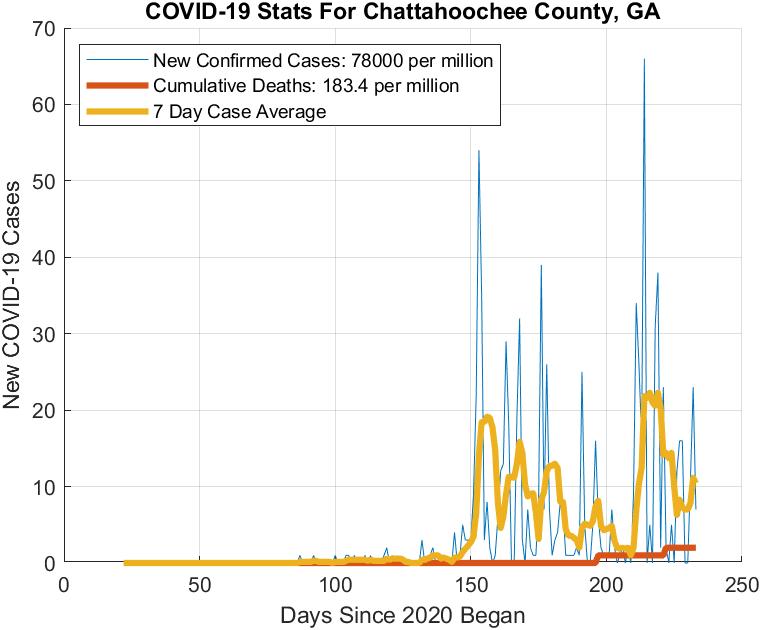 COVID-19 Stats For Chattahoochee County, GA
New Confirmed Cases: 78000 per million
Cumulative Deaths: 183.4 per million
7 Day Case Average
New COVID-19 Cases
70
60
50
40
30
20
10
0
0 50 100 150 200 250
Days Since 2020 Began